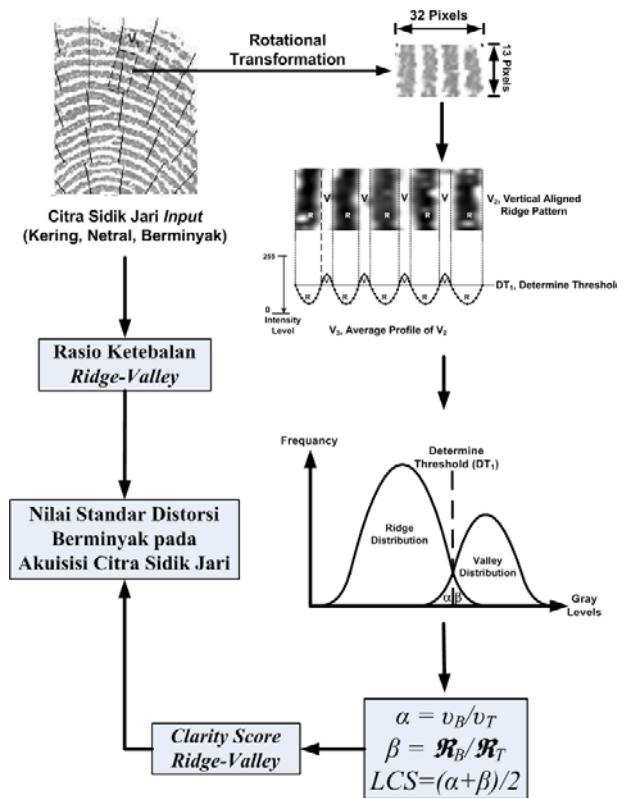 V₁
Rotational
Transformation
32 Pixels
13 Pixels
Citra Sidik Jari Input
(Kering, Netral, Berminyak)
V V V V
R R R R R
V₂, Vertical Aligned
Ridge Pattern
255
0
Intensity
Level
R R R R R
DT₁, Determine Threshold
V₃, Average Profile of V₂
Rasio Ketebalan
Ridge-Valley
Frequancy
Determine
Threshold (DT₁)
Ridge
Distribution
Valley
Distribution
α β
Gray
Levels
Nilai Standar Distorsi
Berminyak pada
Akuisisi Citra Sidik Jari
Clarity Score
Ridge-Valley
α = υB/υT
β = ℜB/ℜT
LCS=(α+β)/2